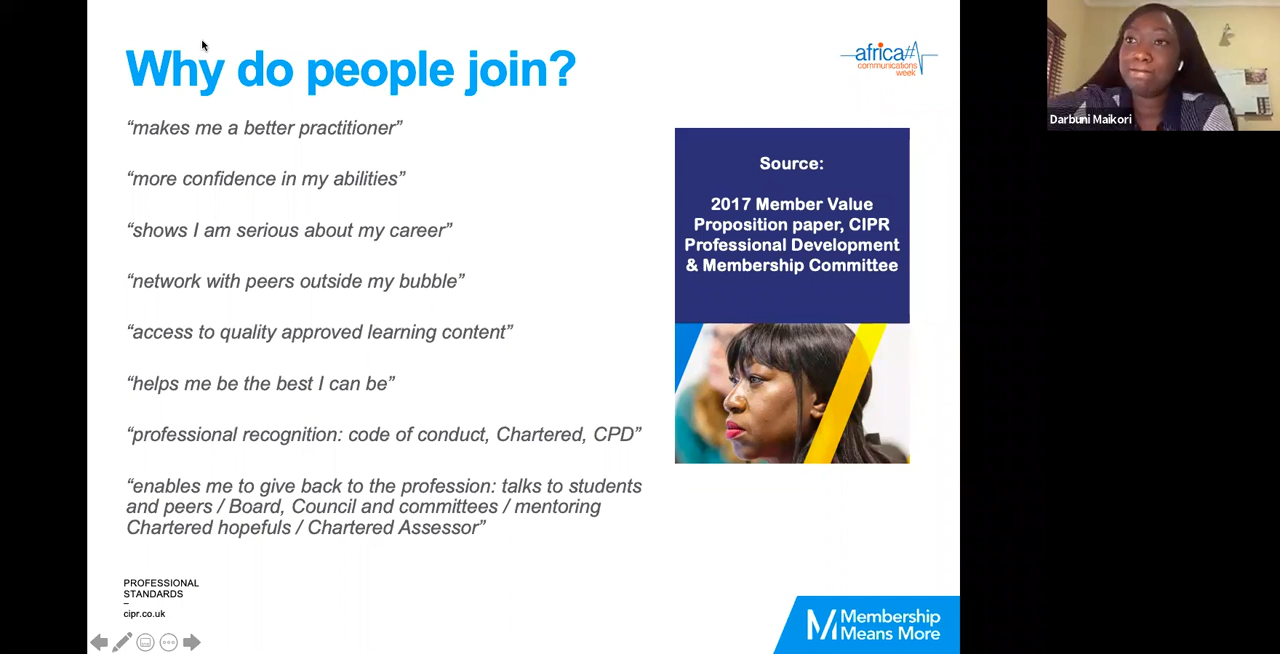 Why do people join?
africa#
communications
week
“makes me a better practitioner”
“more confidence in my abilities”
“shows I am serious about my career”
“network with peers outside my bubble”
“access to quality approved learning content”
“helps me be the best I can be”
“professional recognition: code of conduct, Chartered, CPD”
“enables me to give back to the profession: talks to students
and peers / Board, Council and committees / mentoring
Chartered hopefuls / Chartered Assessor”
Source:
2017 Member Value
Proposition paper, CIPR
Professional Development
& Membership Committee
PROFESSIONAL
STANDARDS
–
cipr.co.uk
Membership
Means More
Darbuni Maikori